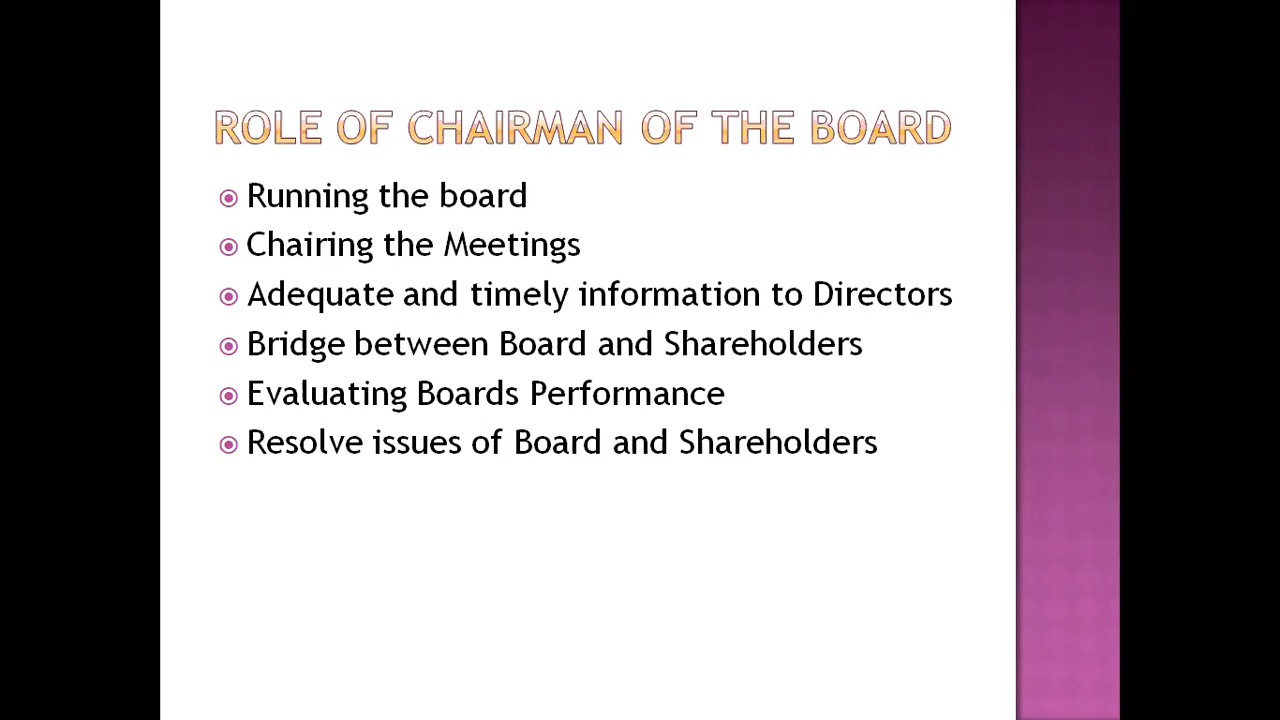 ROLE OF CHAIRMAN OF THE BOARD
Running the board
Chairing the Meetings
Adequate and timely information to Directors
Bridge between Board and Shareholders
Evaluating Boards Performance
Resolve issues of Board and Shareholders